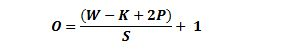 O = (W - K + 2P) / S + 1